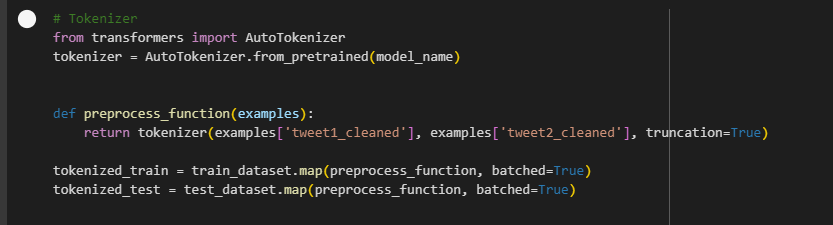 # Tokenizer
from transformers import AutoTokenizer
tokenizer = AutoTokenizer.from_pretrained(model_name)
def preprocess_function(examples):
    return tokenizer(examples['tweet1_cleaned'], examples['tweet2_cleaned'], truncation=True)
tokenized_train = train_dataset.map(preprocess_function, batched=True)
tokenized_test = test_dataset.map(preprocess_function, batched=True)